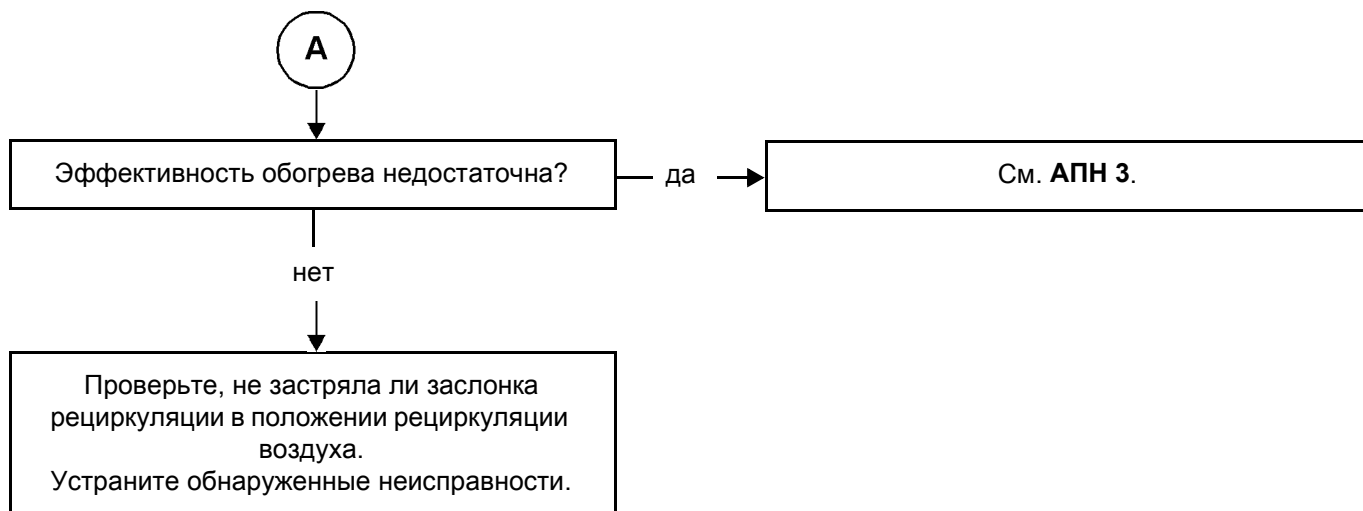 А
Эффективность обогрева недостаточна?
да
См. АПН 3.
нет
Проверьте, не застряла ли заслонка
рециркуляции в положении рециркуляции
воздуха.
Устраните обнаруженные неисправности.